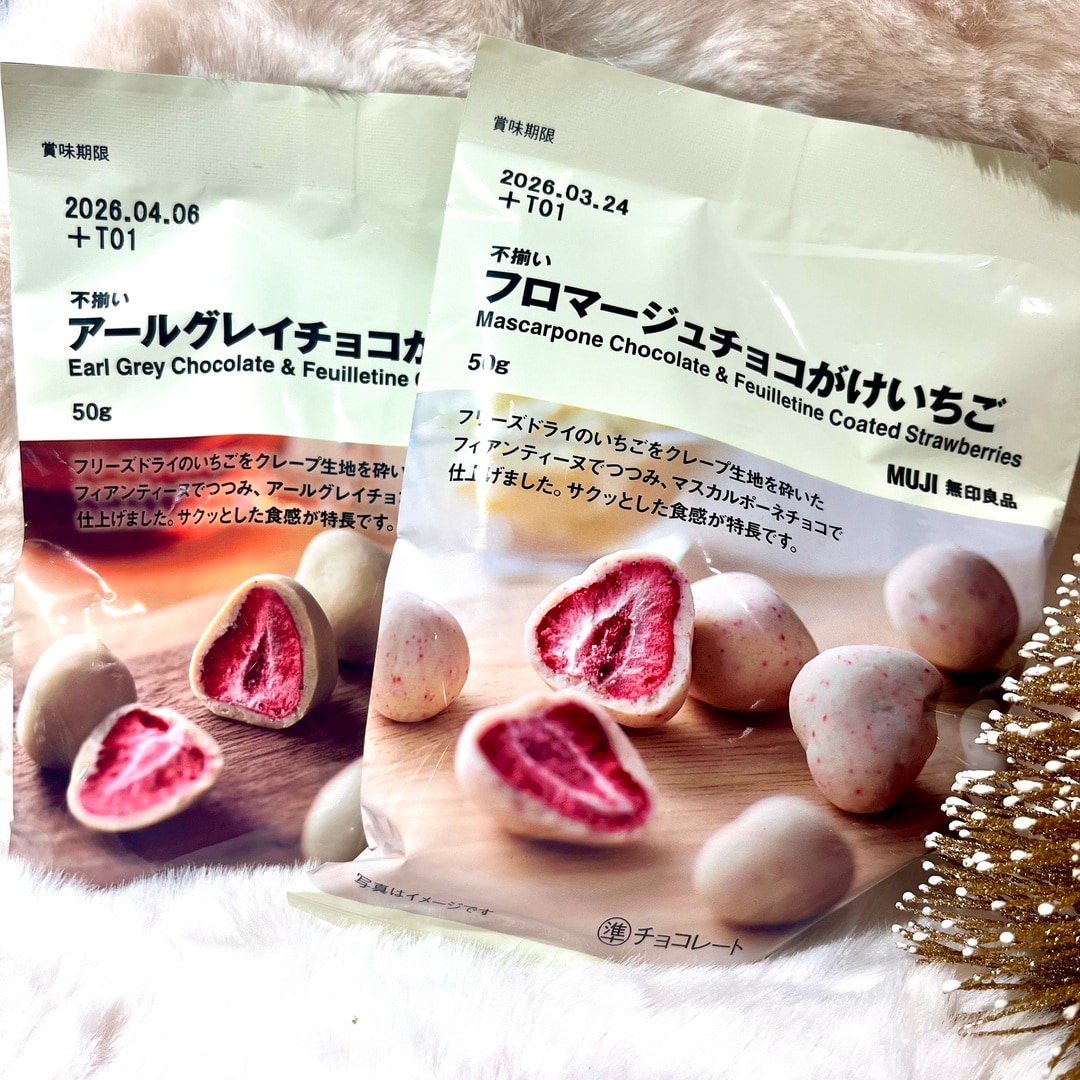 賞味期限
2026.04.06
+T01
不揃い
アールグレイチョコが
Earl Grey Chocolate & Feuilletine
50g
フリーズドライのいちごをクレープ生地を砕い
フィアンティーヌでつつみ、アールグレイチョ
仕上げました。サクッとした食感が特長です。
賞味期限
2026.03.24
+T01
不揃い
フロマージュチョコがけいちご
Mascarpone Chocolate & Feuilletine Coated Strawberries
50g
MUJI 無印良品
フリーズドライのいちごをクレープ生地を砕いた
フィアンティーヌでつつみ、マスカルポーネチョコで
仕上げました。サクッとした食感が特長です。
写真はイメージです
準チョコレート